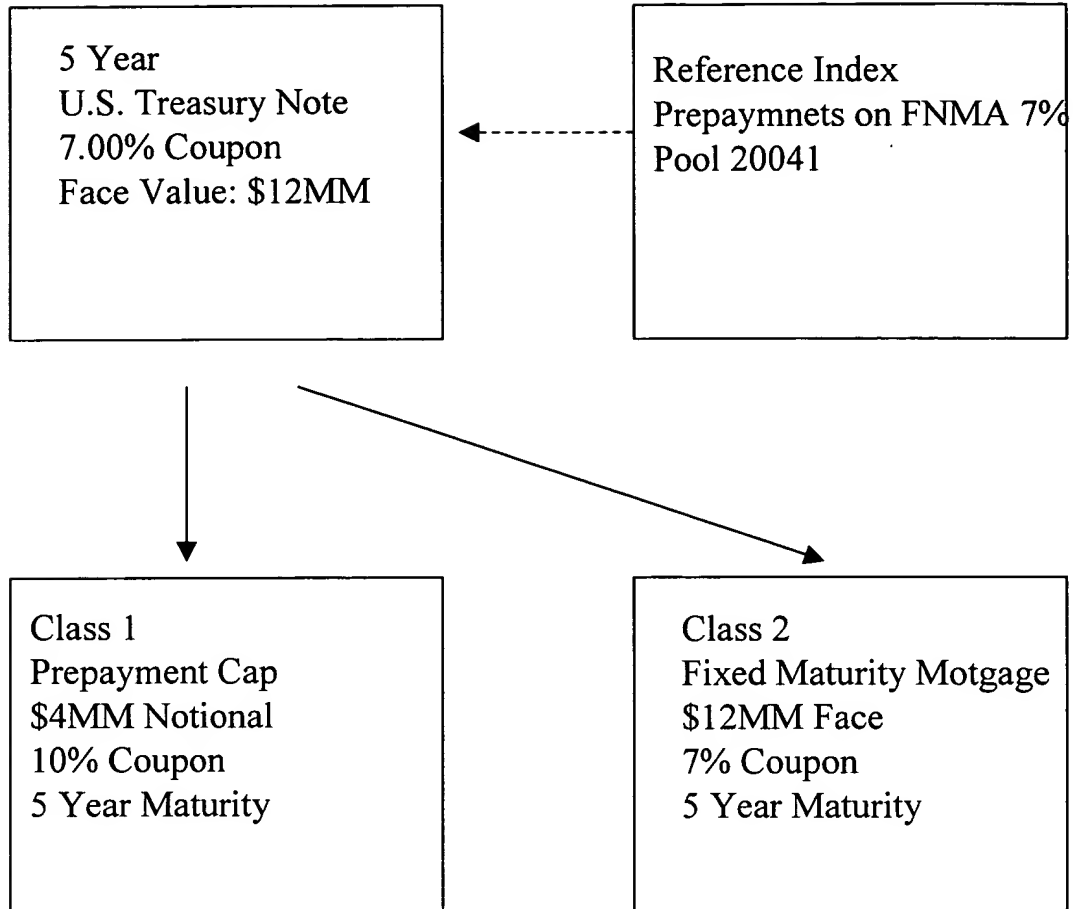 5 Year
U.S. Treasury Note
7.00% Coupon
Face Value: $12MM
Reference Index
Prepaymnets on FNMA 7%
Pool 20041
Class 1
Prepayment Cap
$4MM Notional
10% Coupon
5 Year Maturity
Class 2
Fixed Maturity Motgage
$12MM Face
7% Coupon
5 Year Maturity